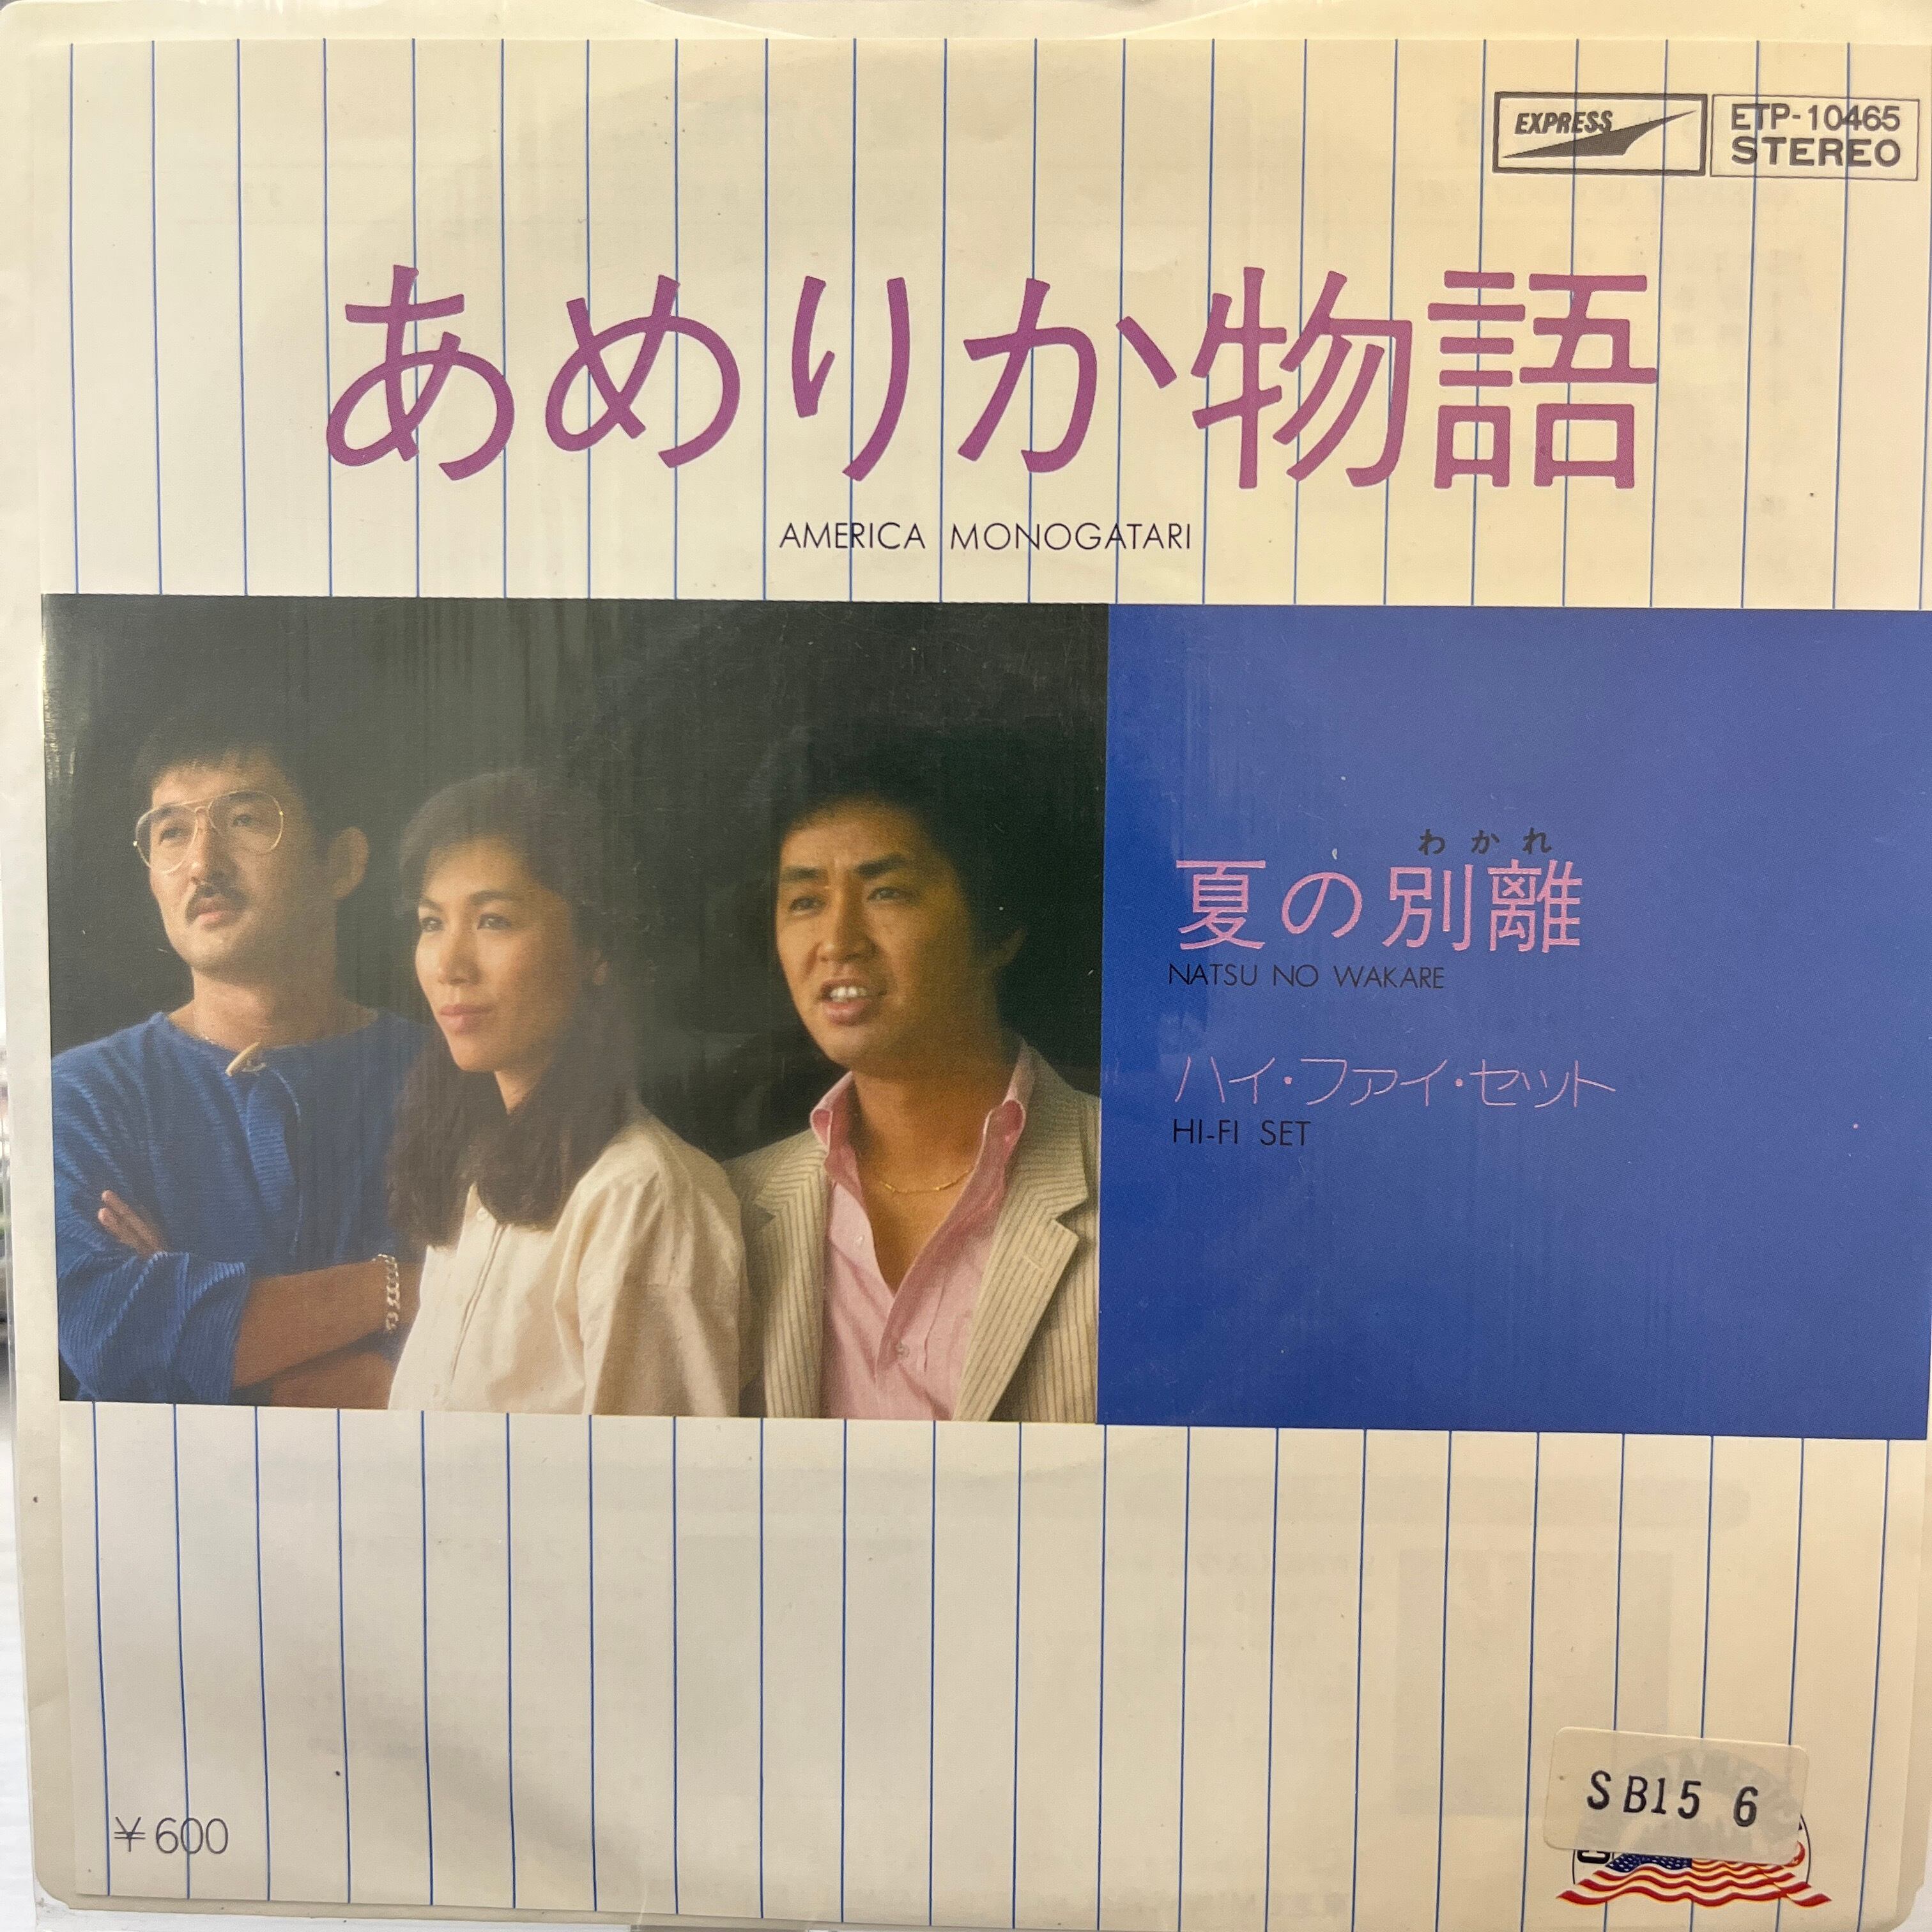 EXPRESS
ETP-10465
STEREO
あめりか物語
AMERICA MONOGATARI
わかれ
夏の別離
NATSU NO WAKARE
ハイ・ファイ・セット
HI-FI SET
SB15 6
¥600